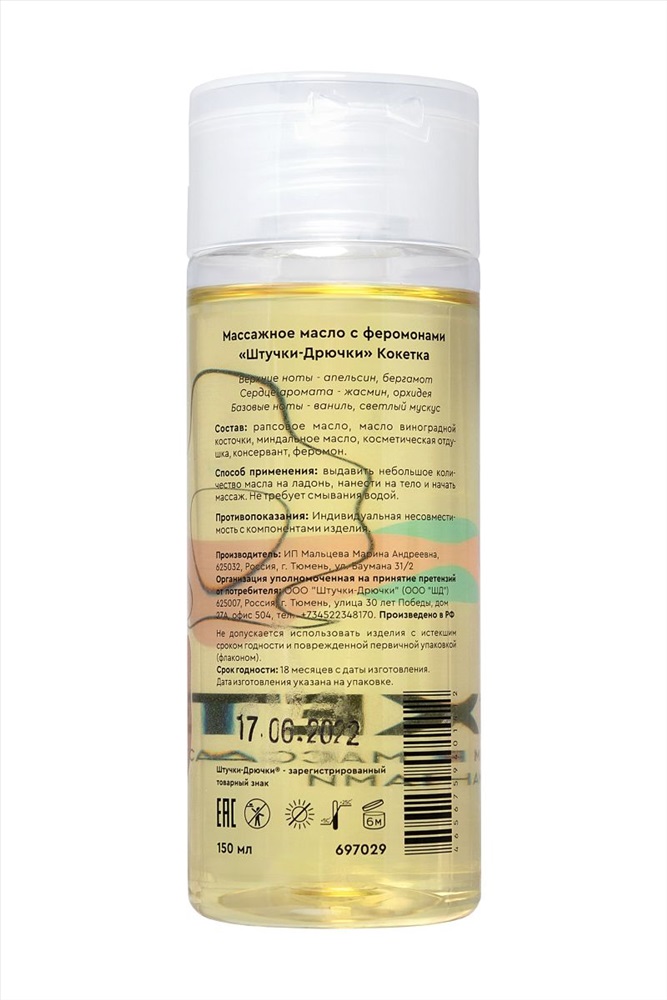 Массажное масло с феромонами
«Штучки-Дрючки» Кокетка
Верхние ноты - апельсин, бергамот
Сердце аромата - жасмин, орхидея
Базовые ноты - ваниль, светлый мускус
Состав: рапсовое масло, масло виноградной
косточки, миндальное масло, косметическая отду-
шка, консервант, феромон.
Способ применения: выдавить небольшое коли-
чество масла на ладонь, нанести на тело и начать
массаж. Не требует смывания водой.
Противопоказания: Индивидуальная несовмести-
мость с компонентами изделия.
Производитель: ИП Мальцева Марина Андреевна,
625032, Россия, г. Тюмень, ул. Баумана 31/2
Организация уполномоченная на принятие претензий
от потребителя: ООО "Штучки-Дрючки" (ООО "ШД")
625007, Россия, г. Тюмень, улица 30 лет Победы, дом
27А, офис 504, тел.: +734522348170. Произведено в РФ
Не допускается использовать изделия с истекшим
сроком годности и поврежденной первичной упаковкой
(флаконом).
Срок годности: 18 месяцев с даты изготовления.
Дата изготовления указана на упаковке.
17.06.2022
Штучки-Дрючки® - зарегистрированный
товарный знак
EAC
6М
150 мл
697029